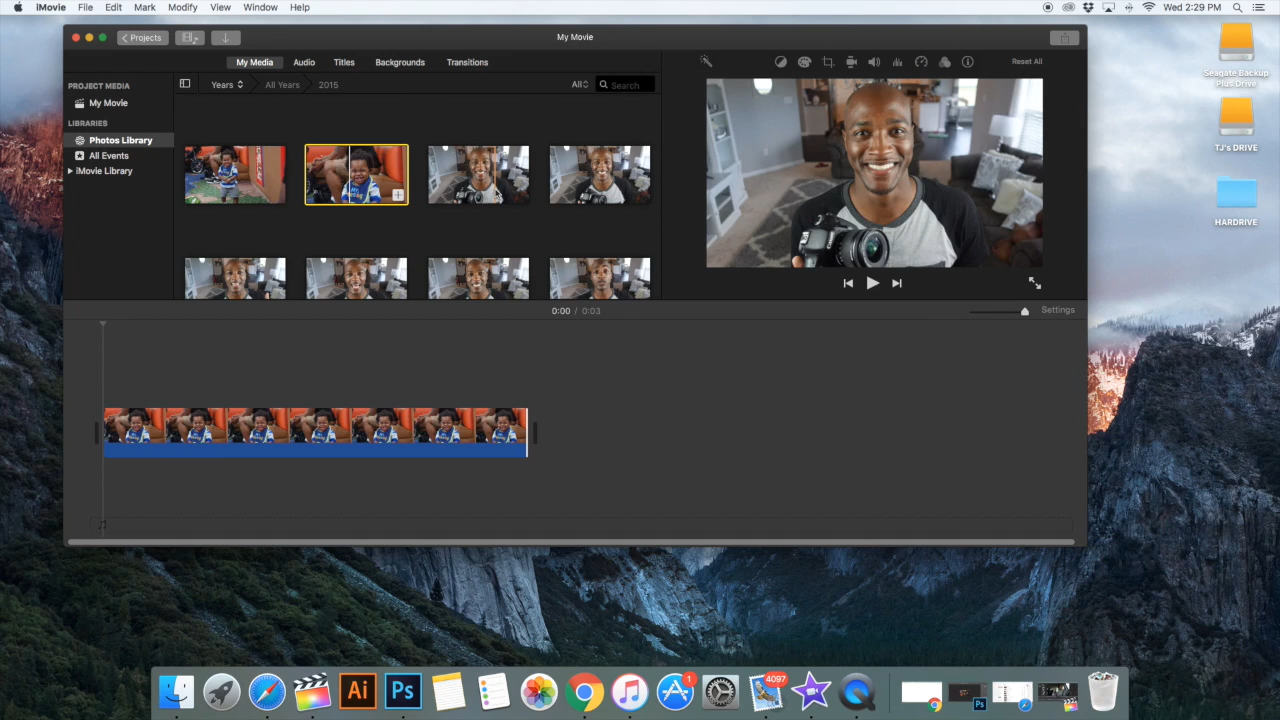 iMovie File Edit Mark Modify View Window Help
Wed 2:29 PM
Projects
My Movie
My Media Audio Titles Backgrounds Transitions
Reset All
PROJECT MEDIA
My Movie
LIBRARIES
Photos Library
All Events
iMovie Library
Years All Years 2015
All
Search
0:00 / 0:03
Settings
Seagate Backup
Plus Drive
TJ's DRIVE
HARDRIVE
Ai
Ps
1
4097
Ps